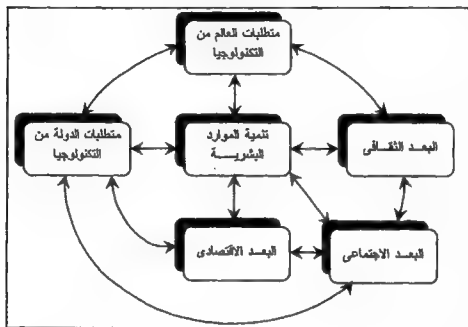 متطلبات العالم من
التكنولوجيا
البعـد الثقـافى
تنمية الموارد
البشريـــة
متطلبات الدولة من
التكنولوجيا
البعـد الاجتماعى
البعـد الاقتصادى